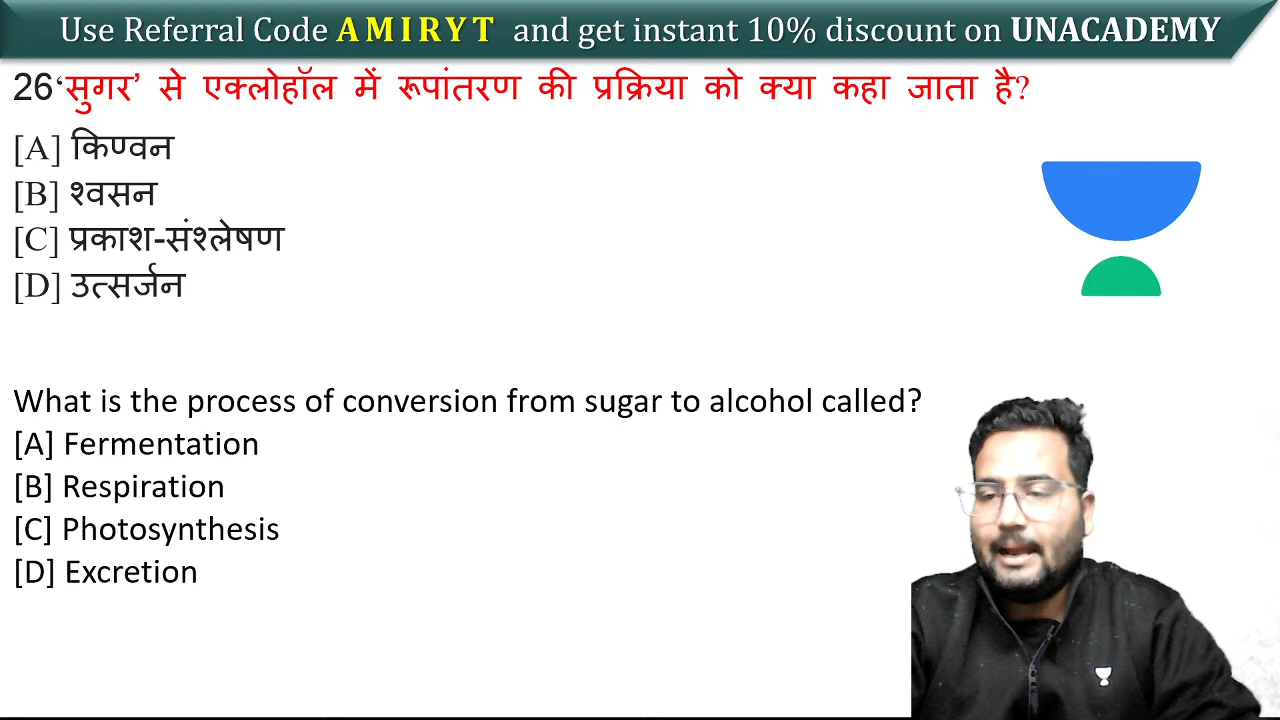 Use Referral Code AMIRYT and get instant 10% discount on UNACADEMY
26‘सुगर’ से एक्लोहॉल में रूपांतरण की प्रक्रिया को क्या कहा जाता है?
[A] किण्वन
[B] श्वसन
[C] प्रकाश-संश्लेषण
[D] उत्सर्जन
What is the process of conversion from sugar to alcohol called?
[A] Fermentation
[B] Respiration
[C] Photosynthesis
[D] Excretion